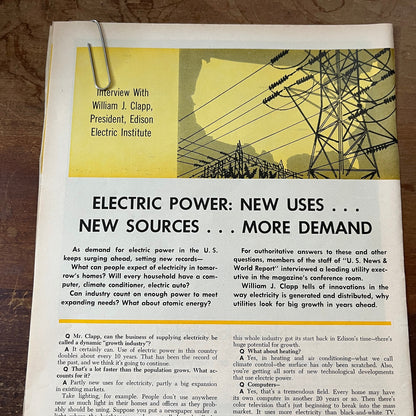 Interview With
William J. Clapp,
President, Edison
Electric Institute
ELECTRIC POWER: NEW USES . . .
NEW SOURCES . . . MORE DEMAND
As demand for electric power in the U. S.
keeps surging ahead, setting new records—
What can people expect of electricity in tomor-
row's homes? Will every household have a com-
puter, climate conditioner, electric auto?
Can industry count on enough power to meet
expanding needs? What about atomic energy?
For authoritative answers to these and other
questions, members of the staff of "U. S. News &
World Report" interviewed a leading utility exec-
utive in the magazine's conference room.
William J. Clapp tells of innovations in the
way electricity is generated and distributed, why
utilities look for big growth in years ahead.
Q Mr. Clapp, can the business of supplying electricity be
called a dynamic "growth industry"?
A It certainly can. Use of electric power in this country
doubles about every 10 years. That has been the record of
the past, and we think it's going to continue.
Q That's a lot faster than the population grows. What ac-
counts for it?
A Partly new uses for electricity, partly a big expansion
in existing markets.
Take lighting, for example. People don't use anywhere
near as much light in their homes and offices as they prob-
ably should be using. Suppose you put a newspaper under a
this whole industry got its start back in Edison's time—there's
huge potential for growth.
Q What about heating?
A Yes, in heating and air conditioning—what we call
climate control—the surface has only been scratched. Also,
you're getting all sorts of new technological developments
that use electric power.
Q Computers—
A Yes, that's a tremendous field. Every home may have
its own computer in another 20 years or so. Then there's
color television that's just beginning to break into the mass
market. It uses more electricity than black-and-white TV.